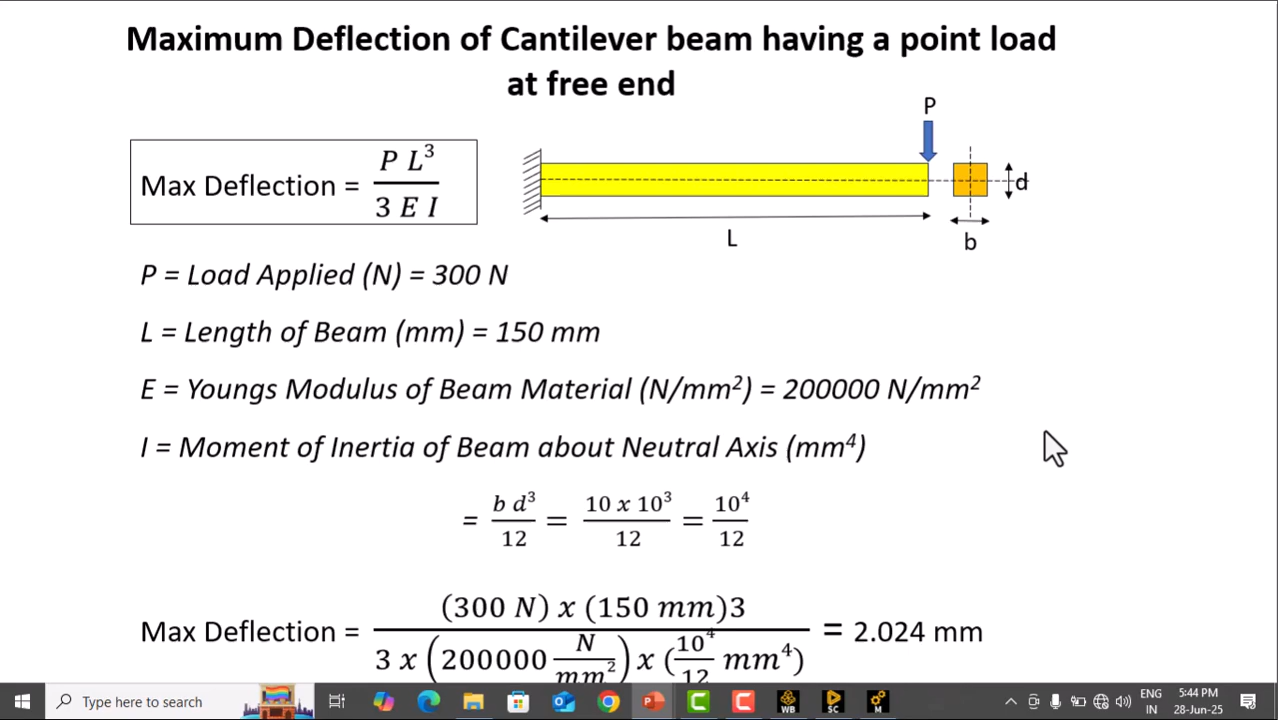 Maximum Deflection of Cantilever beam having a point load
at free end
P
Max Deflection = P L³ / 3 E I
d
L
b
P = Load Applied (N) = 300 N
L = Length of Beam (mm) = 150 mm
E = Youngs Modulus of Beam Material (N/mm²) = 200000 N/mm²
I = Moment of Inertia of Beam about Neutral Axis (mm⁴)
= b d³ / 12 = 10 x 10³ / 12 = 10⁴ / 12
Max Deflection = (300 N) x (150 mm)3 / 3 x (200000 N/mm²) x (10⁴/12 mm⁴) = 2.024 mm
Type here to search
WB
SC
M
ENG
IN
5:44 PM
28-Jun-25